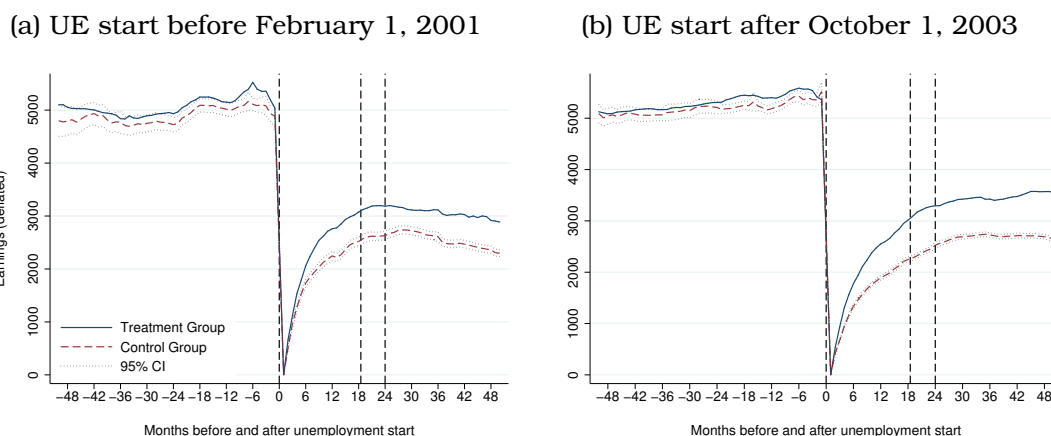 (a) UE start before February 1, 2001
(b) UE start after October 1, 2003
5000
4000
3000
2000
1000
0
Treatment Group
Control Group
95% CI
−48 −42 −36 −30 −24 −18 −12 −6 0 6 12 18 24 30 36 42 48
Months before and after unemployment start
5000
4000
3000
2000
1000
0
−48 −42 −36 −30 −24 −18 −12 −6 0 6 12 18 24 30 36 42 48
Months before and after unemployment start